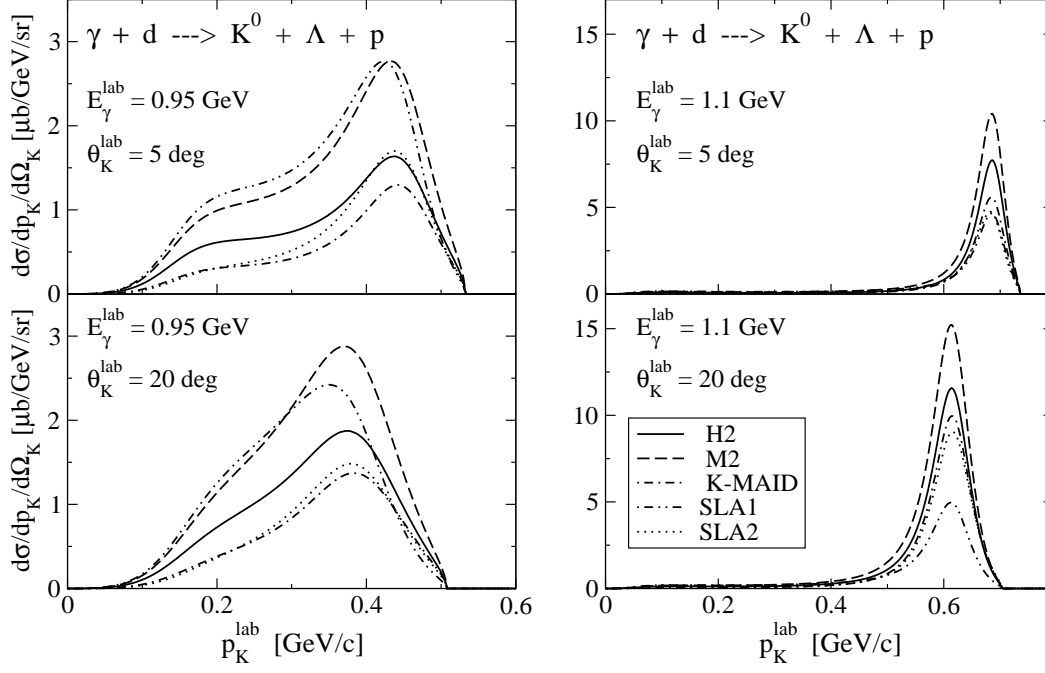 γ + d ---> K^0 + Λ + p
E_γ^lab = 0.95 GeV
θ_K^lab = 5 deg
dσ/dp_K/dΩ_K [μb/GeV/sr]
3
2
1
0
γ + d ---> K^0 + Λ + p
E_γ^lab = 1.1 GeV
θ_K^lab = 5 deg
15
10
5
0
E_γ^lab = 0.95 GeV
θ_K^lab = 20 deg
dσ/dp_K/dΩ_K [μb/GeV/sr]
3
2
1
0
0 0.2 0.4 0.6
p_K^lab [GeV/c]
E_γ^lab = 1.1 GeV
θ_K^lab = 20 deg
H2
M2
K-MAID
SLA1
SLA2
15
10
5
0
0 0.2 0.4 0.6
p_K^lab [GeV/c]